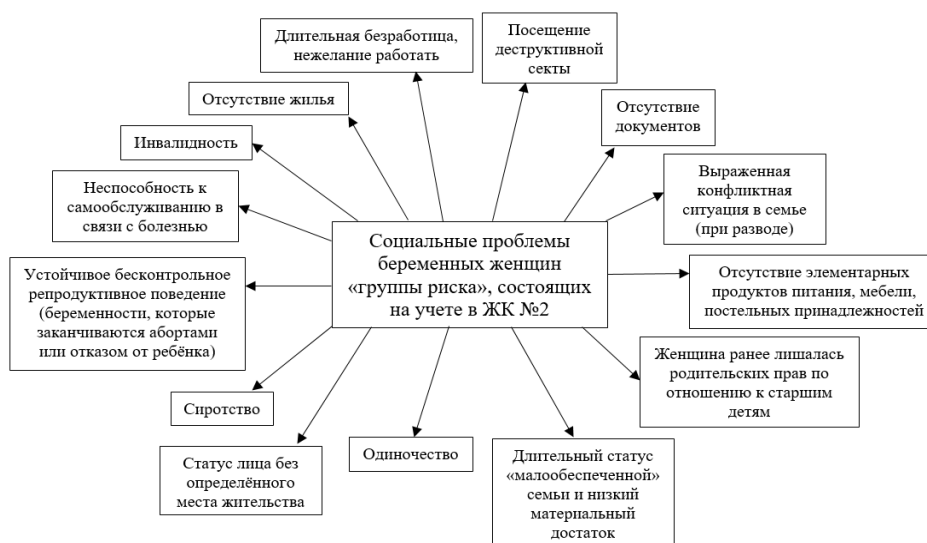 Длительная безработица,
нежелание работать
Посещение
деструктивной
секты
Отсутствие жилья
Отсутствие
документов
Инвалидность
Выраженная
конфликтная
ситуация в семье
(при разводе)
Неспособность к
самообслуживанию в
связи с болезнью
Социальные проблемы
беременных женщин
«группы риска», состоящих
на учете в ЖК №2
Устойчивое бесконтрольное
репродуктивное поведение
(беременности, которые
заканчиваются абортами
или отказом от ребёнка)
Отсутствие элементарных
продуктов питания, мебели,
постельных принадлежностей
Женщина ранее лишалась
родительских прав по
отношению к старшим
детям
Сиротство
Статус лица без
определённого
места жительства
Одиночество
Длительный статус
«малообеспеченной»
семьи и низкий
материальный
достаток